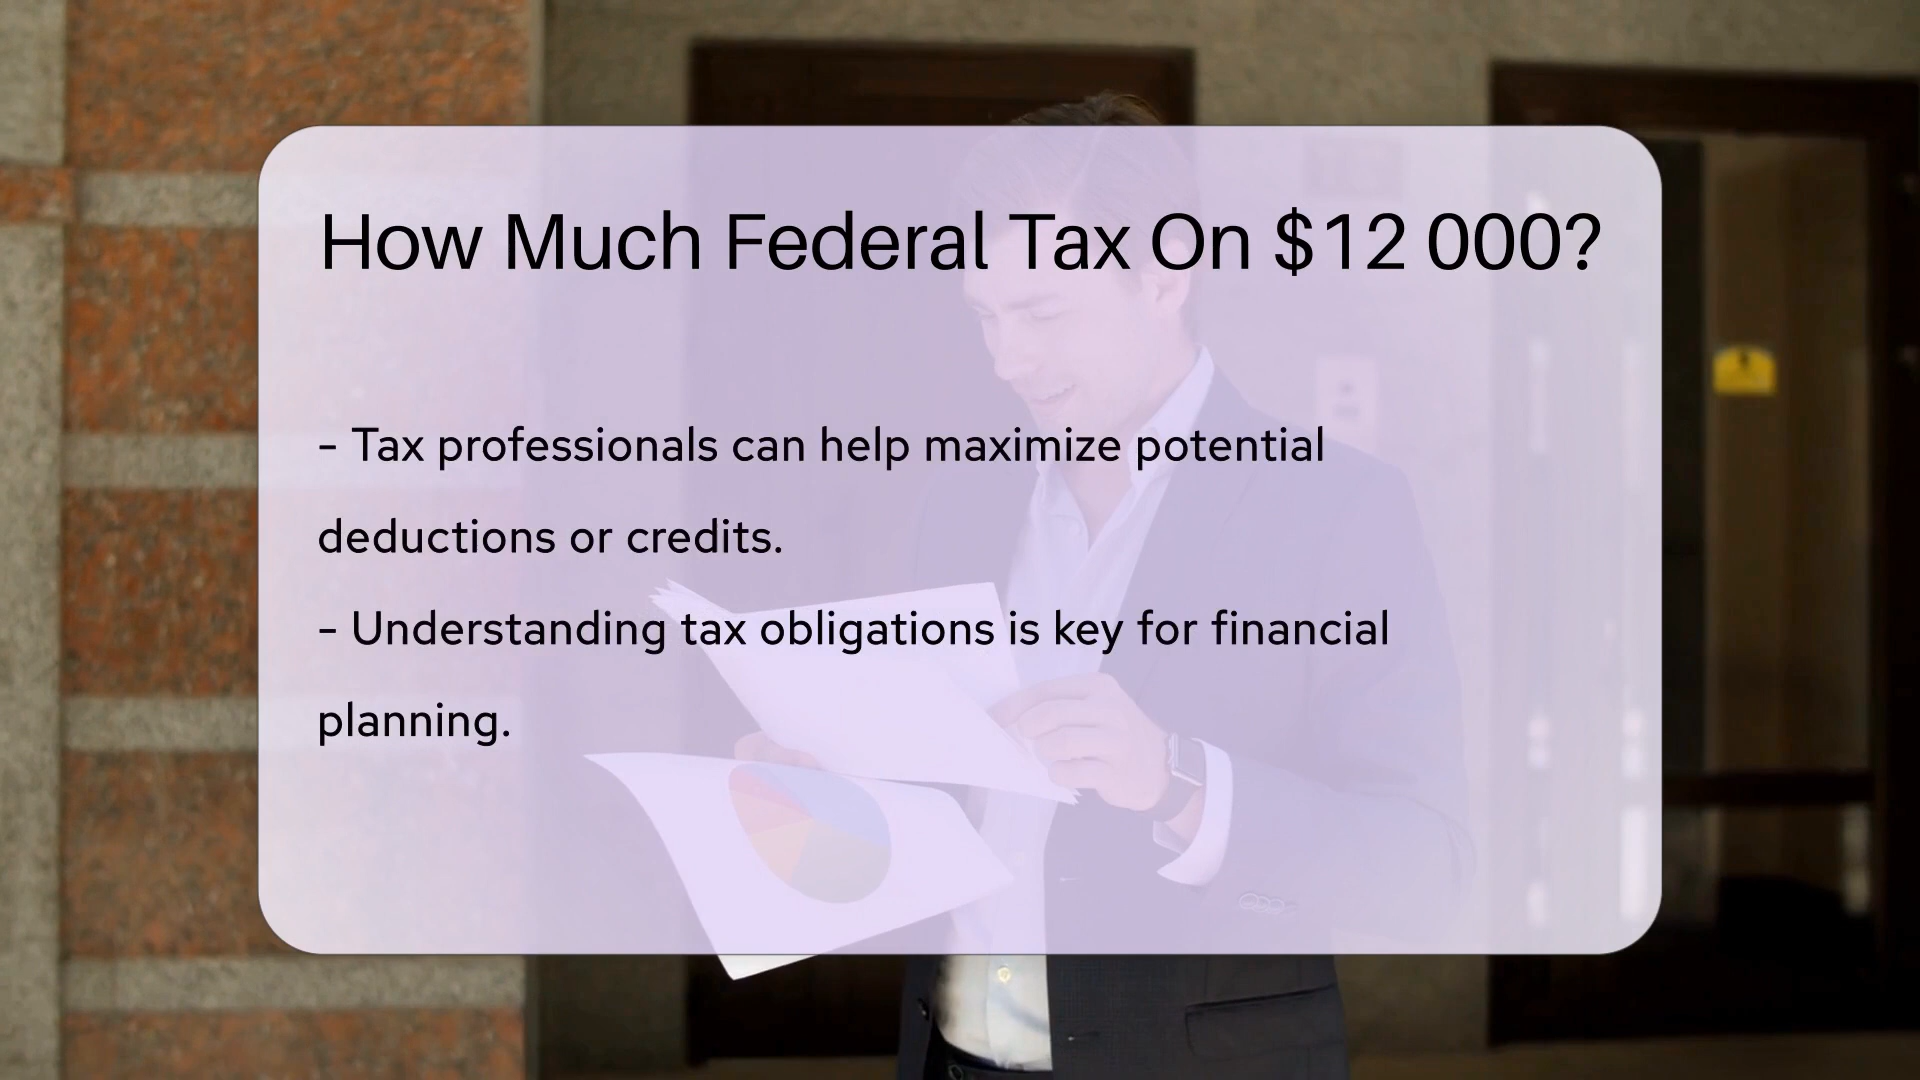 How Much Federal Tax On $12 000?
- Tax professionals can help maximize potential
deductions or credits.
- Understanding tax obligations is key for financial
planning.